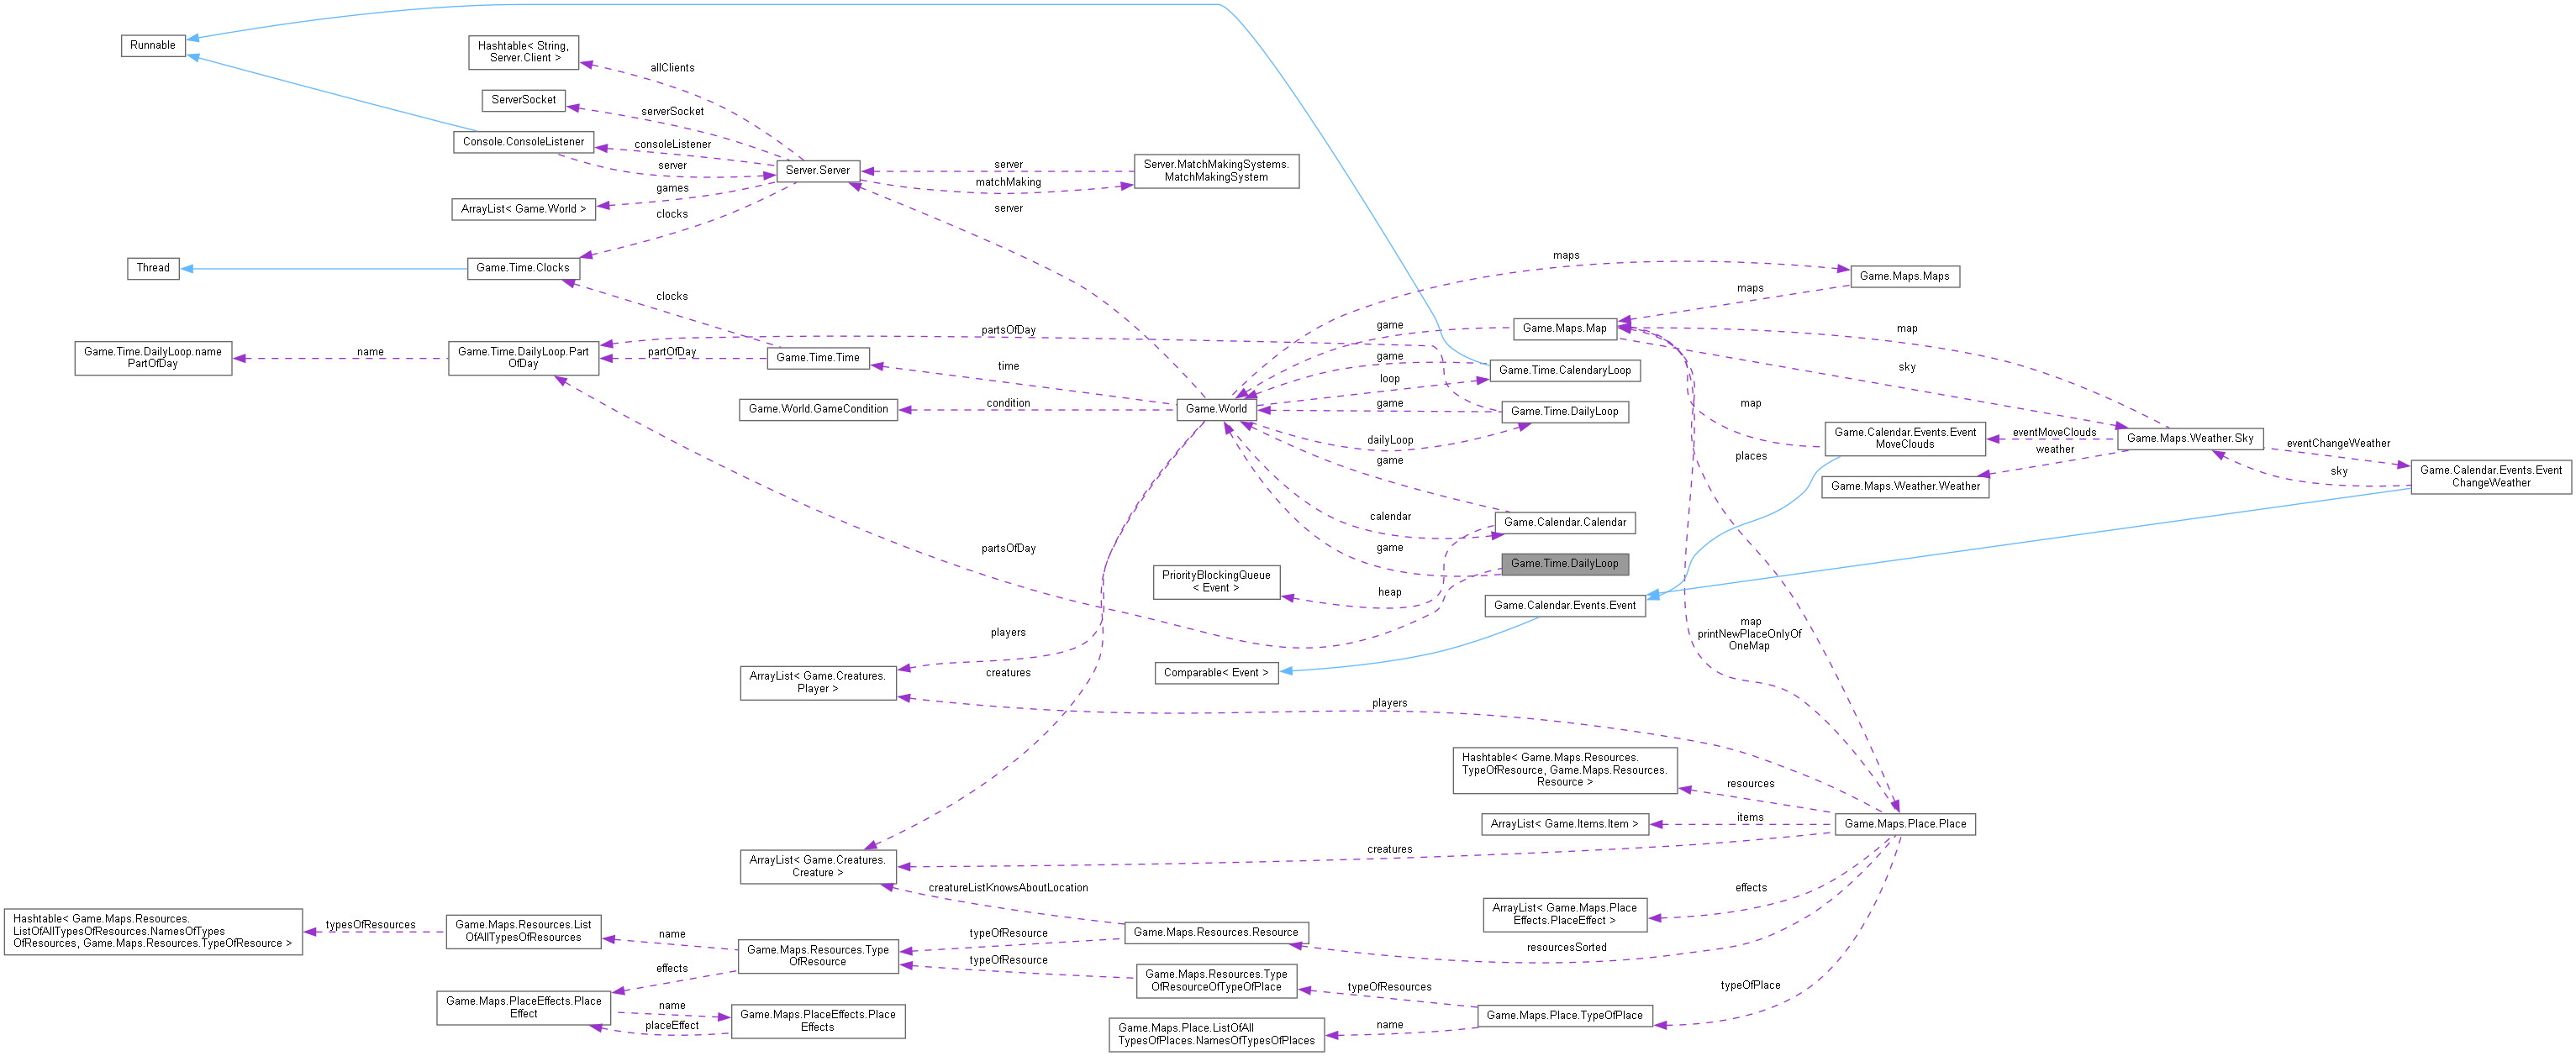 Runnable
Hashtable< String,
Server.Client >
allClients
ServerSocket
serverSocket
Console.ConsoleListener
consoleListener
server
Server.Server
server
matchMaking
Server.MatchMakingSystems.
MatchMakingSystem
games
ArrayList< Game.World >
clocks
server
Thread
Game.Time.Clocks
clocks
maps
Game.Maps.Maps
maps
Game.Time.DailyLoop.name
PartOfDay
name
Game.Time.DailyLoop.Part
OfDay
partOfDay
Game.Time.Time
partsOfDay
time
game
Game.Maps.Map
map
game
loop
Game.Time.CalendaryLoop
sky
Game.World.GameCondition
condition
Game.World
game
Game.Time.DailyLoop
map
dailyLoop
game
Game.Calendar.Events.Event
MoveClouds
eventMoveClouds
weather
Game.Maps.Weather.Sky
eventChangeWeather
sky
Game.Calendar.Events.Event
ChangeWeather
places
Game.Maps.Weather.Weather
calendar
Game.Calendar.Calendar
partsOfDay
game
Game.Time.DailyLoop
PriorityBlockingQueue
< Event >
heap
Game.Calendar.Events.Event
players
map
printNewPlaceOnlyOf
OneMap
creatures
Comparable< Event >
ArrayList< Game.Creatures.
Player >
players
Hashtable< Game.Maps.Resources.
TypeOfResource, Game.Maps.Resources.
Resource >
resources
ArrayList< Game.Items.Item >
items
Game.Maps.Place.Place
creatures
ArrayList< Game.Creatures.
Creature >
creatureListKnowsAboutLocation
effects
ArrayList< Game.Maps.Place
Effects.PlaceEffect >
Hashtable< Game.Maps.Resources.
ListOfAllTypesOfResources.NamesOfTypes
OfResources, Game.Maps.Resources.TypeOfResource >
typesOfResources
Game.Maps.Resources.List
OfAllTypesOfResources
name
Game.Maps.Resources.Type
OfResource
typeOfResource
Game.Maps.Resources.Resource
resourcesSorted
typeOfResource
Game.Maps.Resources.Type
OfResourceOfTypeOfPlace
typeOfResources
typeOfPlace
effects
Game.Maps.PlaceEffects.Place
Effect
name
placeEffect
Game.Maps.PlaceEffects.Place
Effects
Game.Maps.Place.TypeOfPlace
name
Game.Maps.Place.ListOfAll
TypesOfPlaces.NamesOfTypesOfPlaces